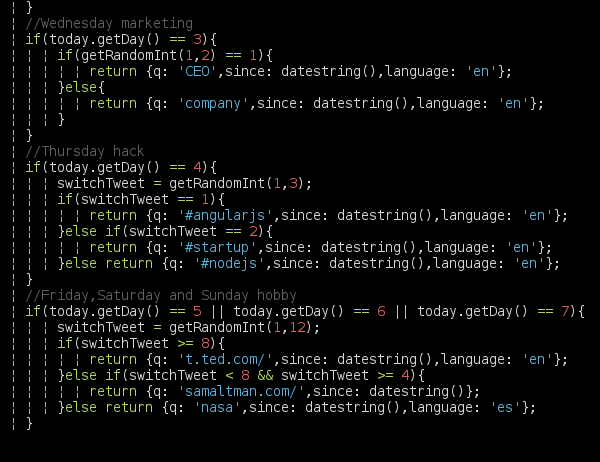 }
//Wednesday marketing
if(today.getDay() == 3){
if(getRandomInt(1,2) == 1){
return {q: 'CEO',since: datestring(),language: 'en'};
}else{
return {q: 'company',since: datestring(),language: 'en'};
}
}
//Thursday hack
if(today.getDay() == 4){
switchTweet = getRandomInt(1,3);
if(switchTweet == 1){
return {q: '#angularjs',since: datestring(),language: 'en'};
}else if(switchTweet == 2){
return {q: '#startup',since: datestring(),language: 'en'};
}else return {q: '#nodejs',since: datestring(),language: 'en'};
}
//Friday,Saturday and Sunday hobby
if(today.getDay() == 5 || today.getDay() == 6 || today.getDay() == 7){
switchTweet = getRandomInt(1,12);
if(switchTweet >= 8){
return {q: 't.ted.com/',since: datestring(),language: 'en'};
}else if(switchTweet < 8 && switchTweet >= 4){
return {q: 'samaltman.com/',since: datestring()};
}else return {q: 'nasa',since: datestring(),language: 'es'};
}